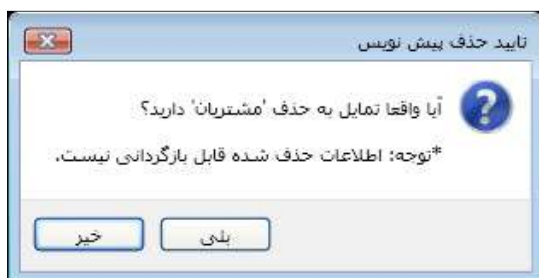 تایید حذف پیش نویس
آیا واقعا تمایل به حذف 'مشتریان' دارید؟
*توجه: اطلاعات حذف شده قابل بازگردانی نیست.
بلی
خیر